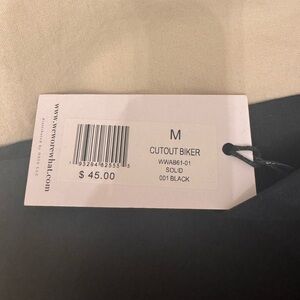 www.weworewhat.com
M
CUTOUT BIKER
WWAB61-01
SOLID
001 BLACK
$ 45.00